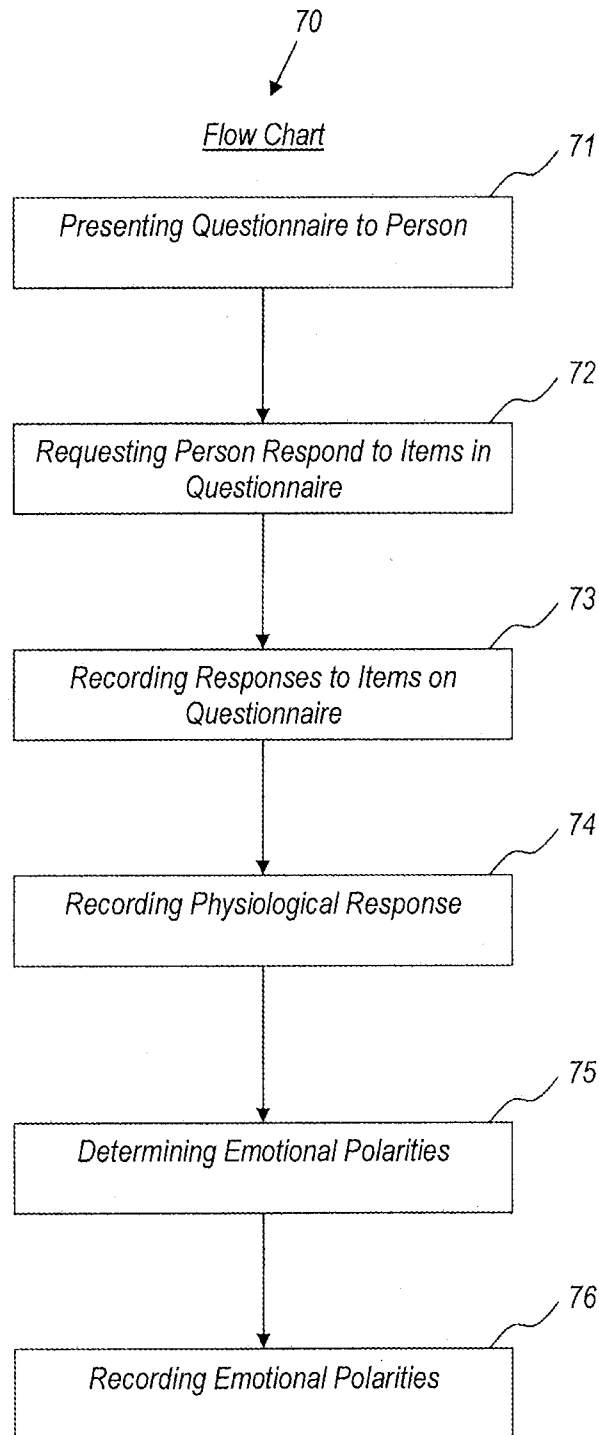 70
Flow Chart
71
Presenting Questionnaire to Person
72
Requesting Person Respond to Items in
Questionnaire
73
Recording Responses to Items on
Questionnaire
74
Recording Physiological Response
75
Determining Emotional Polarities
76
Recording Emotional Polarities